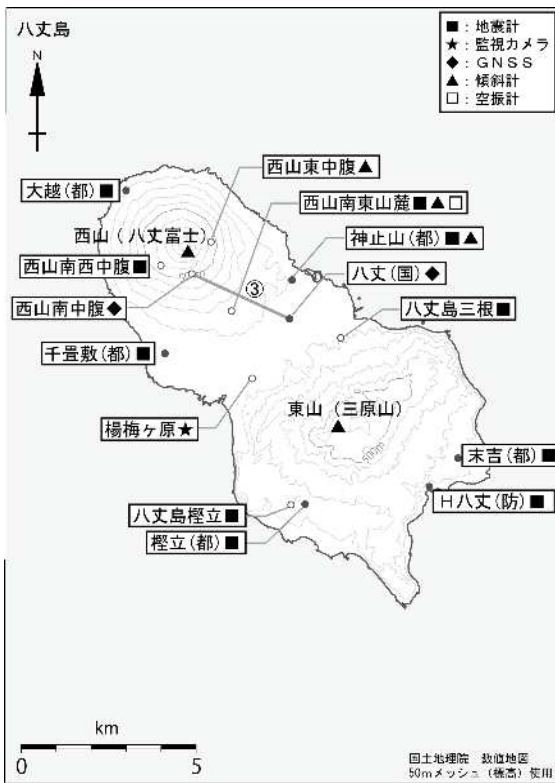 八丈島
N
■：地震計
★：監視カメラ
◆：ＧＮＳＳ
▲：傾斜計
□：空振計
西山東中腹▲
大越(都)■
西山南東山麓■▲□
西山（八丈富士）
神止山(都)■▲
西山南西中腹■
③
八丈(国)◆
西山南中腹◆
八丈島三根■
千畳敷(都)■
東山（三原山）
楊梅ヶ原★
500m
末吉(都)■
Ｈ八丈(防)■
八丈島樫立■
樫立(都)■
km
0 5
国土地理院　数値地図
50mメッシュ（標高）使用